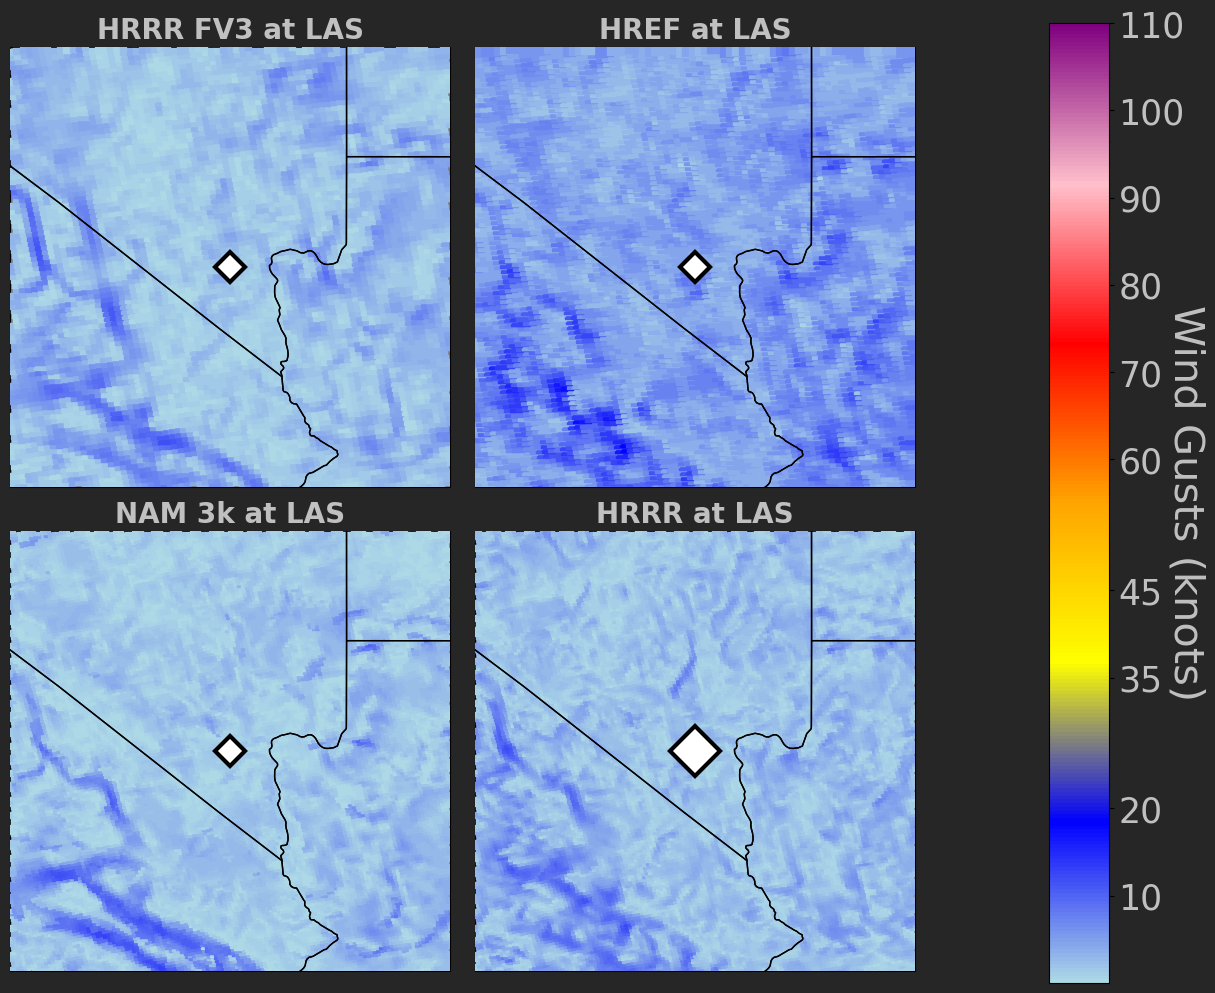 HRRR FV3 at LAS
HREF at LAS
NAM 3k at LAS
HRRR at LAS
110
100
90
80
70
60
45
35
20
10
Wind Gusts (knots)